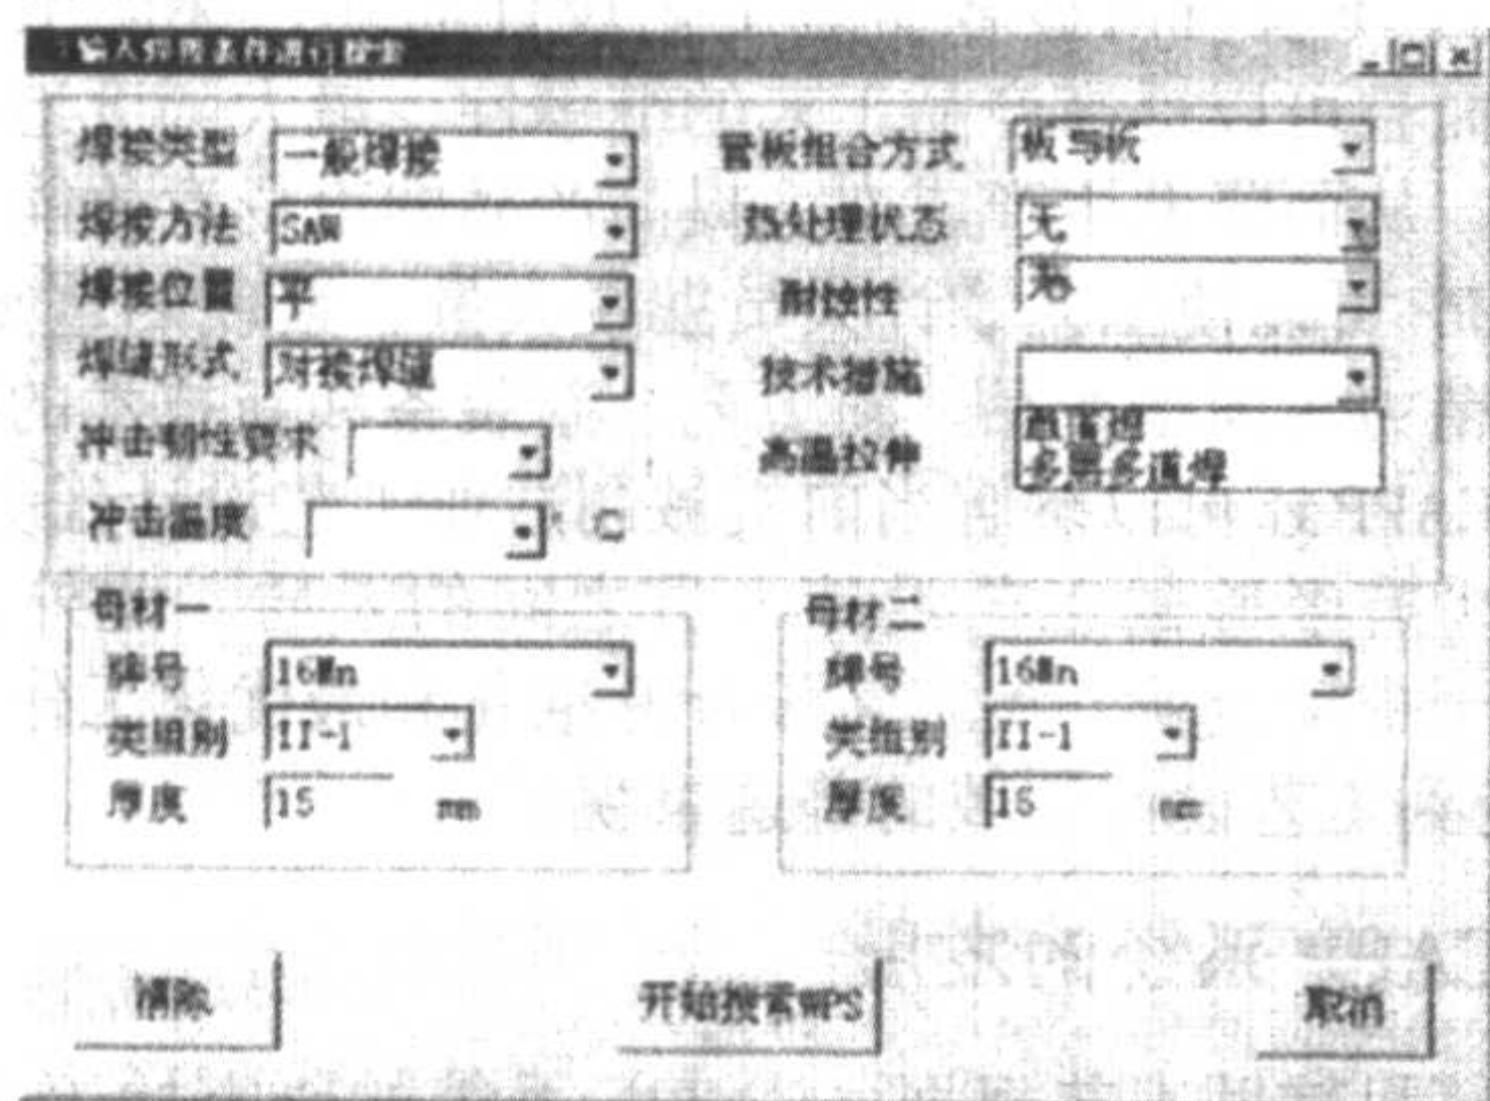 输入焊接条件进行搜索
焊接类型 一般焊接 管板组合方式 板与板
焊接方法 SAW 热处理状态 无
焊接位置 平 耐蚀性
焊缝形式 对接焊缝 技术措施
冲击韧性要求 高温拉伸 单道焊
多层多道焊
冲击温度 C
母材一 母材二
牌号 16Mn 牌号 16Mn
类组别 II-1 类组别 II-1
厚度 15 mm 厚度 15 mm
清除 开始搜索WPS 取消